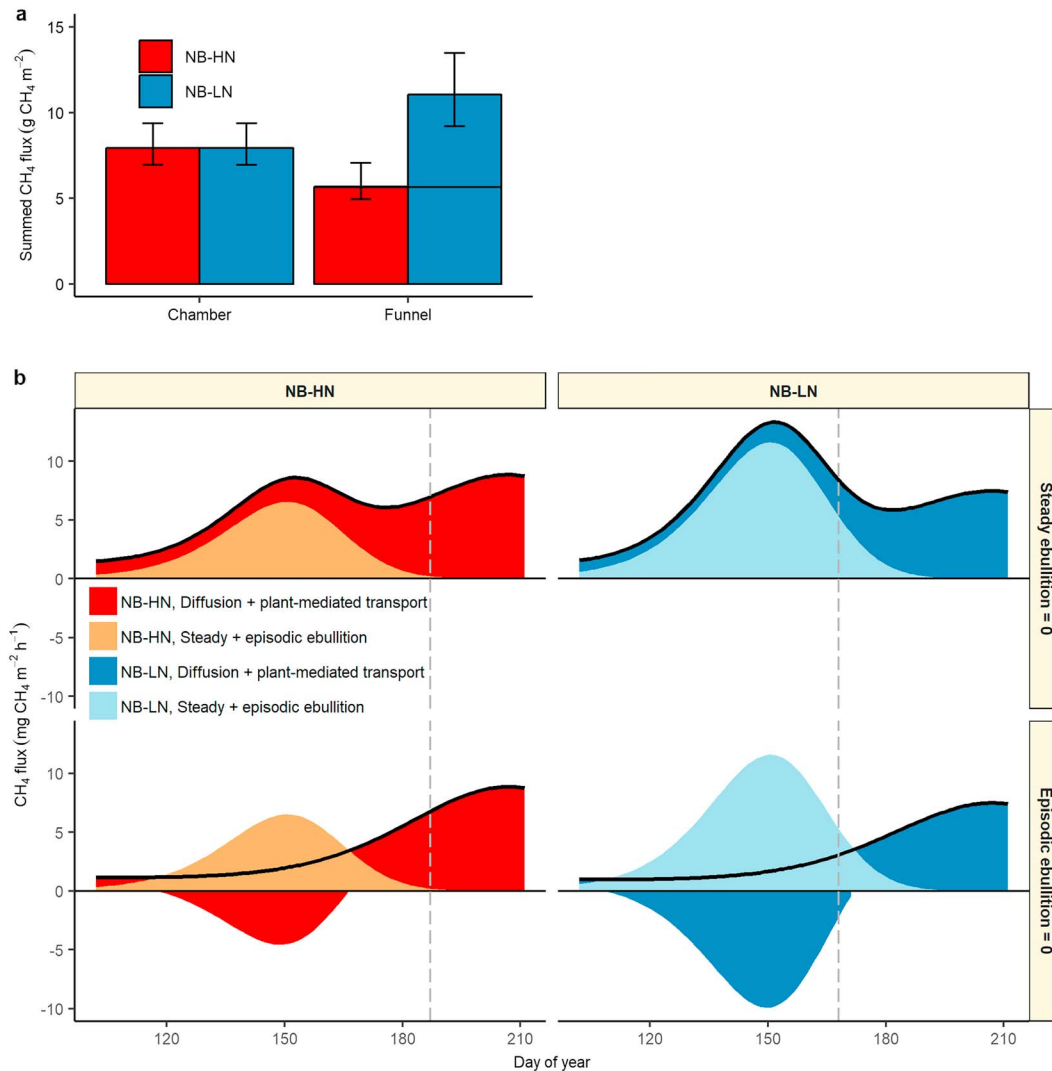 a
Summed CH₄ flux (g CH₄ m⁻²)
15
10
5
0
NB-HN
NB-LN
Chamber
Funnel
b
NB-HN
NB-LN
CH₄ flux (mg CH₄ m⁻² h⁻¹)
10
5
0
-5
-10
Steady ebullition = 0
NB-HN, Diffusion + plant-mediated transport
NB-HN, Steady + episodic ebullition
NB-LN, Diffusion + plant-mediated transport
NB-LN, Steady + episodic ebullition
10
5
0
-5
-10
Episodic ebullition = 0
120
150
180
210
120
150
180
210
Day of year